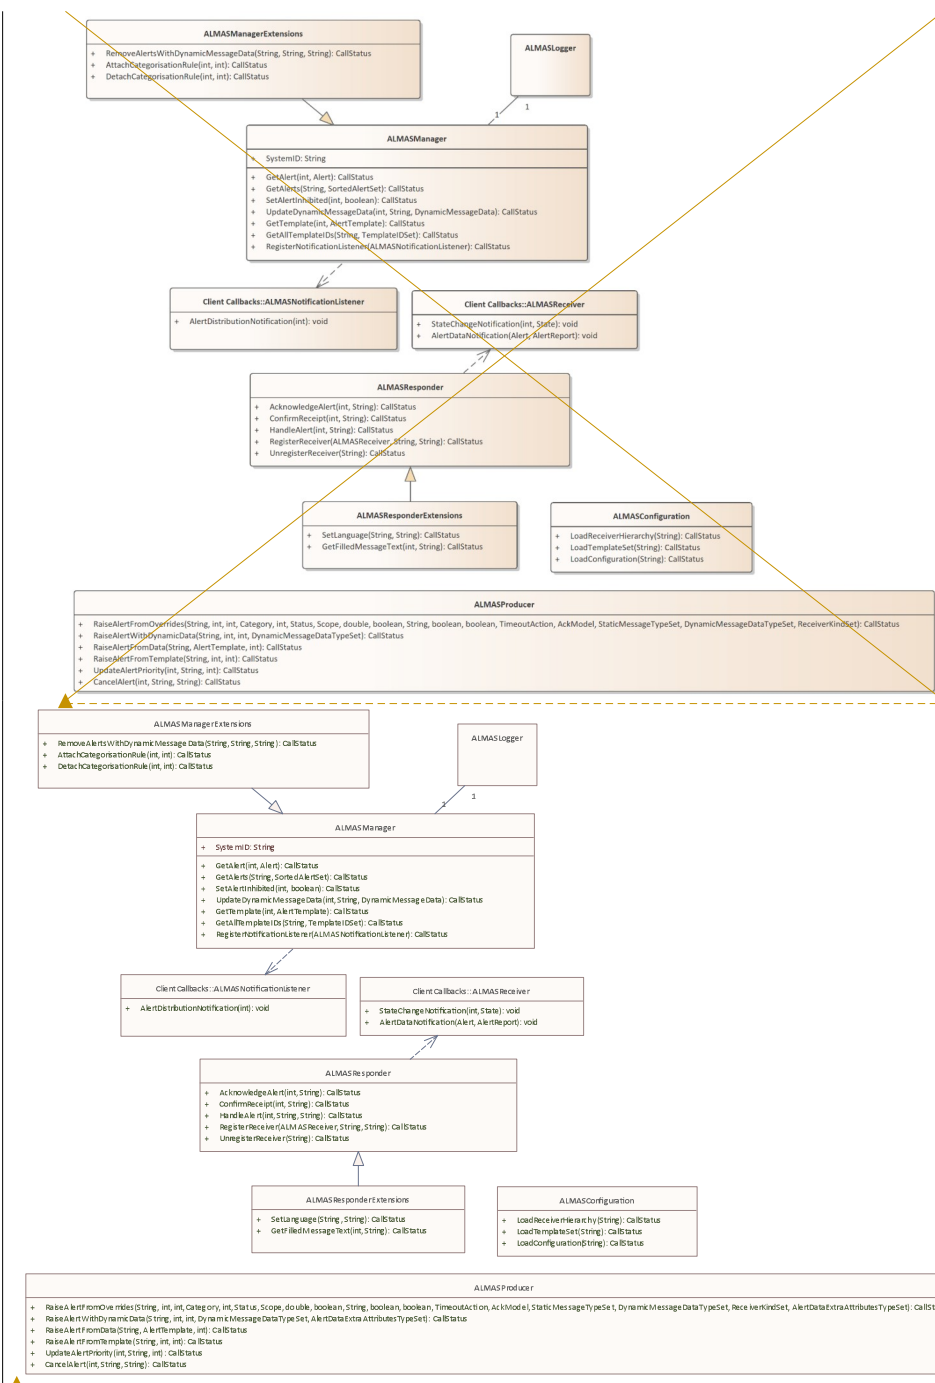 ALMASManagerExtensions
+ RemoveAlertsWithDynamicMessageData(String, String, String): CallStatus
+ AttachCategorisationRule(int, int): CallStatus
+ DetachCategorisationRule(int, int): CallStatus
ALMASLogger
1
1
ALMASManager
+ SystemID: String
+ GetAlert(int, Alert): CallStatus
+ GetAlerts(String, SortedAlertSet): CallStatus
+ SetAlertInhibited(int, boolean): CallStatus
+ UpdateDynamicMessageData(int, String, DynamicMessageData): CallStatus
+ GetTemplate(int, AlertTemplate): CallStatus
+ GetAllTemplateIDs(String, TemplateIDSet): CallStatus
+ RegisterNotificationListener(ALMASNotificationListener): CallStatus
Client Callbacks::ALMASNotificationListener
+ AlertDistributionNotification(int): void
Client Callbacks::ALMASReceiver
+ StateChangeNotification(int, State): void
+ AlertDataNotification(Alert, AlertReport): void
ALMASResponder
+ AcknowledgeAlert(int, String): CallStatus
+ ConfirmReceipt(int, String): CallStatus
+ HandleAlert(int, String): CallStatus
+ RegisterReceiver(ALMASReceiver, String, String): CallStatus
+ UnregisterReceiver(String): CallStatus
ALMASResponderExtensions
+ SetLanguage(String, String): CallStatus
+ GetFilledMessageText(int, String): CallStatus
ALMASConfiguration
+ LoadReceiverHierarchy(String): CallStatus
+ LoadTemplateSet(String): CallStatus
+ LoadConfiguration(String): CallStatus
ALMASProducer
+ RaiseAlertFromOverrides(String, int, int, Category, int, Status, Scope, double, boolean, String, boolean, boolean, TimeoutAction, AckModel, StaticMessageTypeSet, DynamicMessageDataTypeSet, ReceiverKindSet): CallStatus
+ RaiseAlertWithDynamicData(String, int, int, DynamicMessageDataTypeSet): CallStatus
+ RaiseAlertFromData(String, AlertTemplate, int): CallStatus
+ RaiseAlertFromTemplate(String, int, int): CallStatus
+ UpdateAlertPriority(int, String, int): CallStatus
+ CancelAlert(int, String, String): CallStatus
ALMASManagerExtensions
+ RemoveAlertsWithDynamicMessageData(String, String, String): CallStatus
+ AttachCategorisationRule(int, int): CallStatus
+ DetachCategorisationRule(int, int): CallStatus
ALMASLogger
1
1
ALMASManager
+ SystemID: String
+ GetAlert(int, Alert): CallStatus
+ GetAlerts(String, SortedAlertSet): CallStatus
+ SetAlertInhibited(int, boolean): CallStatus
+ UpdateDynamicMessageData(int, String, DynamicMessageData): CallStatus
+ GetTemplate(int, AlertTemplate): CallStatus
+ GetAllTemplateIDs(String, TemplateIDSet): CallStatus
+ RegisterNotificationListener(ALMASNotificationListener): CallStatus
Client Callbacks::ALMASNotificationListener
+ AlertDistributionNotification(int): void
Client Callbacks::ALMASReceiver
+ StateChangeNotification(int, State): void
+ AlertDataNotification(Alert, AlertReport): void
ALMASResponder
+ AcknowledgeAlert(int, String): CallStatus
+ ConfirmReceipt(int, String): CallStatus
+ HandleAlert(int, String, String): CallStatus
+ RegisterReceiver(ALMASReceiver, String, String): CallStatus
+ UnregisterReceiver(String): CallStatus
ALMASResponderExtensions
+ SetLanguage(String, String): CallStatus
+ GetFilledMessageText(int, String): CallStatus
ALMASConfiguration
+ LoadReceiverHierarchy(String): CallStatus
+ LoadTemplateSet(String): CallStatus
+ LoadConfiguration(String): CallStatus
ALMASProducer
+ RaiseAlertFromOverrides(String, int, int, Category, int, Status, Scope, double, boolean, String, boolean, boolean, TimeoutAction, AckModel, StaticMessageTypeSet, DynamicMessageDataTypeSet, ReceiverKindSet, AlertDataExtraAttributesTypeSet): CallSt
+ RaiseAlertWithDynamicData(String, int, int, DynamicMessageDataTypeSet, AlertDataExtraAttributesTypeSet): CallStatus
+ RaiseAlertFromData(String, AlertTemplate, int): CallStatus
+ RaiseAlertFromTemplate(String, int, int): CallStatus
+ UpdateAlertPriority(int, String, int): CallStatus
+ CancelAlert(int, String, String): CallStatus